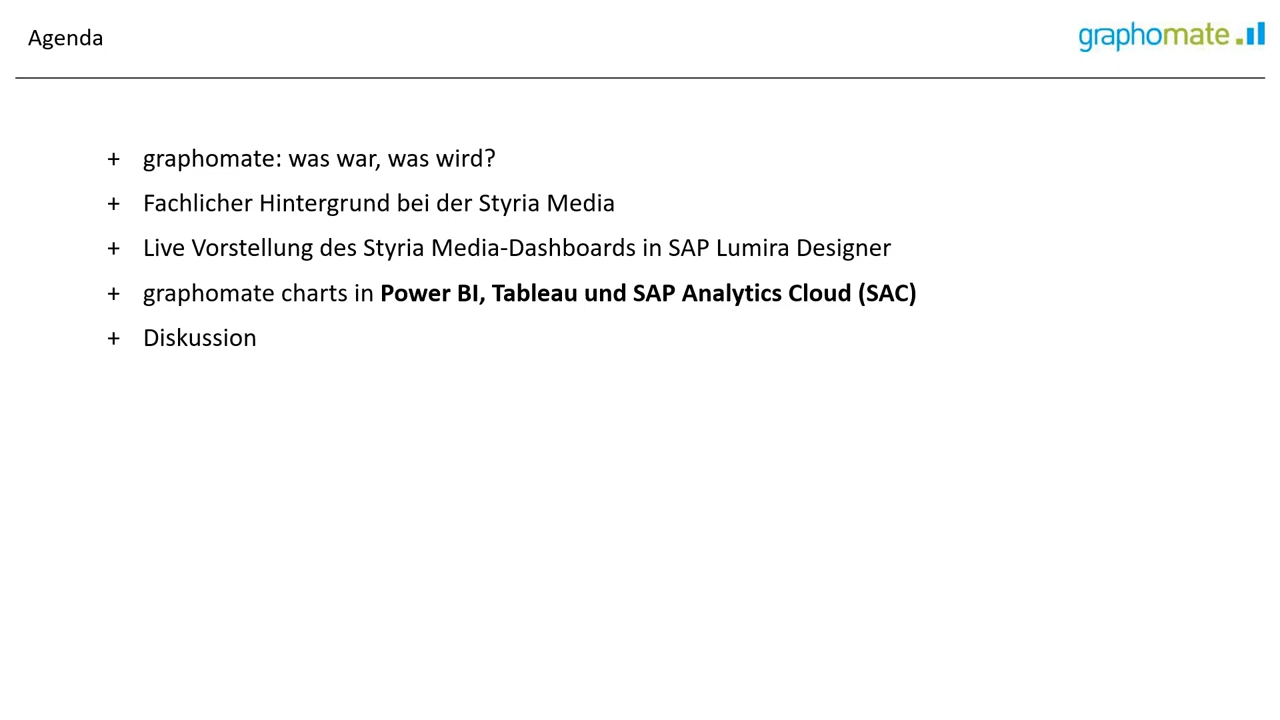 Agenda
graphomate
+ graphomate: was war, was wird?
+ Fachlicher Hintergrund bei der Styria Media
+ Live Vorstellung des Styria Media-Dashboards in SAP Lumira Designer
+ graphomate charts in Power BI, Tableau und SAP Analytics Cloud (SAC)
+ Diskussion